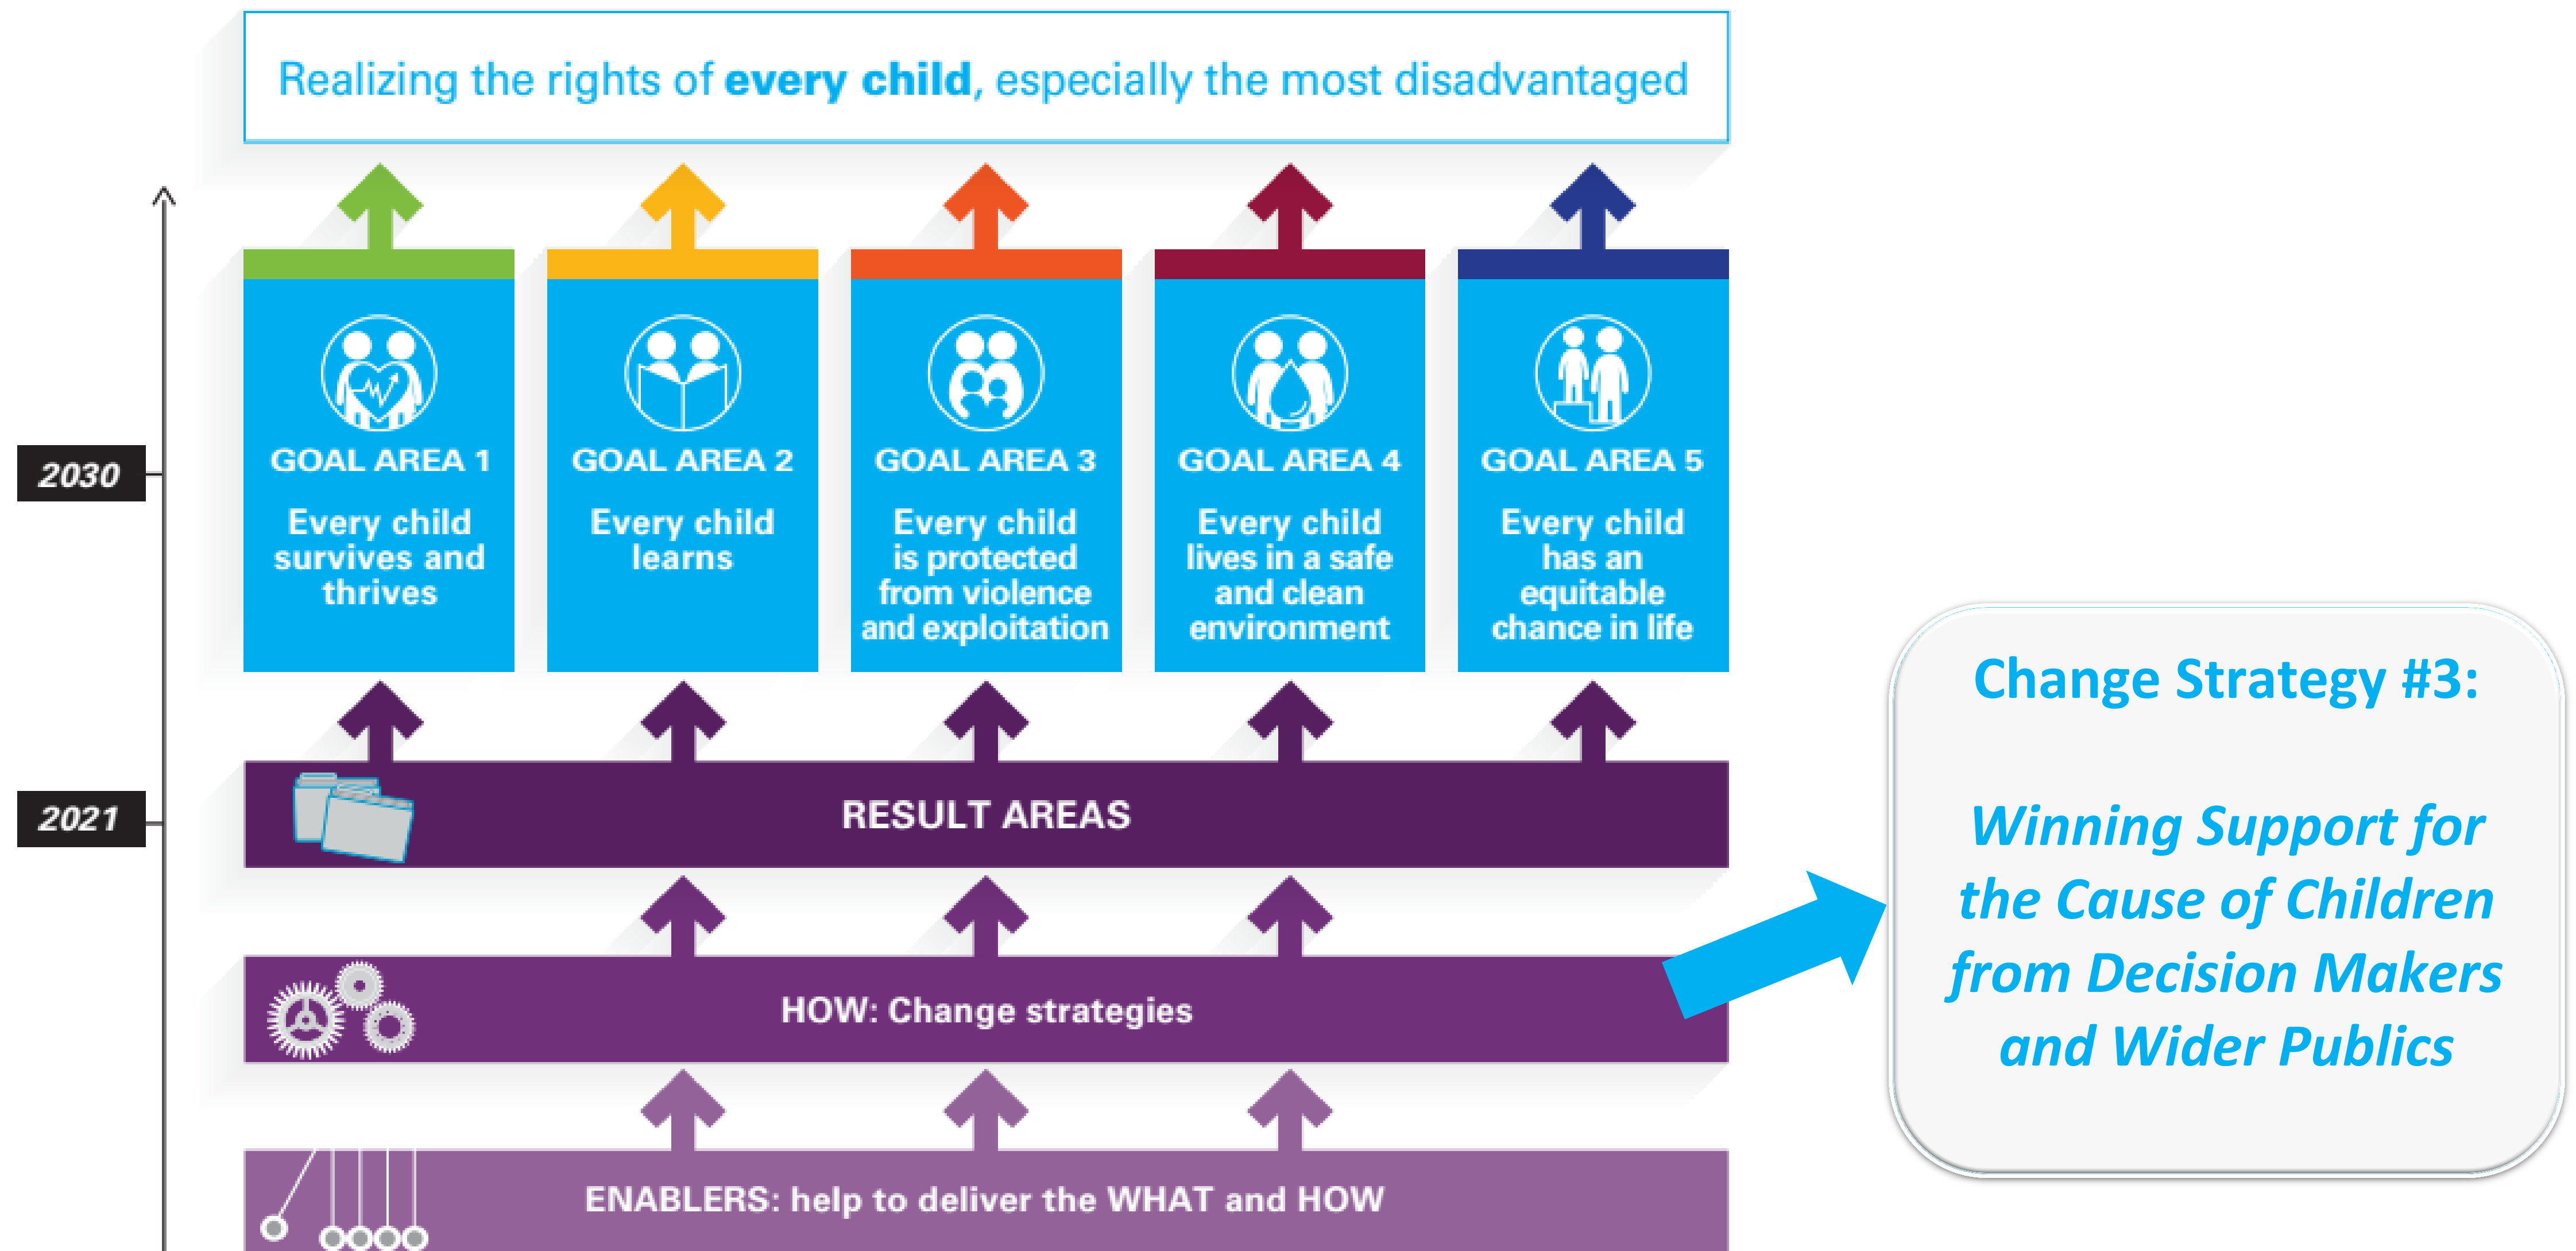 Realizing the rights of every child, especially the most disadvantaged
2030
GOAL AREA 1
Every child
survives and
thrives
GOAL AREA 2
Every child
learns
GOAL AREA 3
Every child
is protected
from violence
and exploitation
GOAL AREA 4
Every child
lives in a safe
and clean
environment
GOAL AREA 5
Every child
has an
equitable
chance in life
2021
RESULT AREAS
HOW: Change strategies
ENABLERS: help to deliver the WHAT and HOW
Change Strategy #3:
Winning Support for
the Cause of Children
from Decision Makers
and Wider Publics